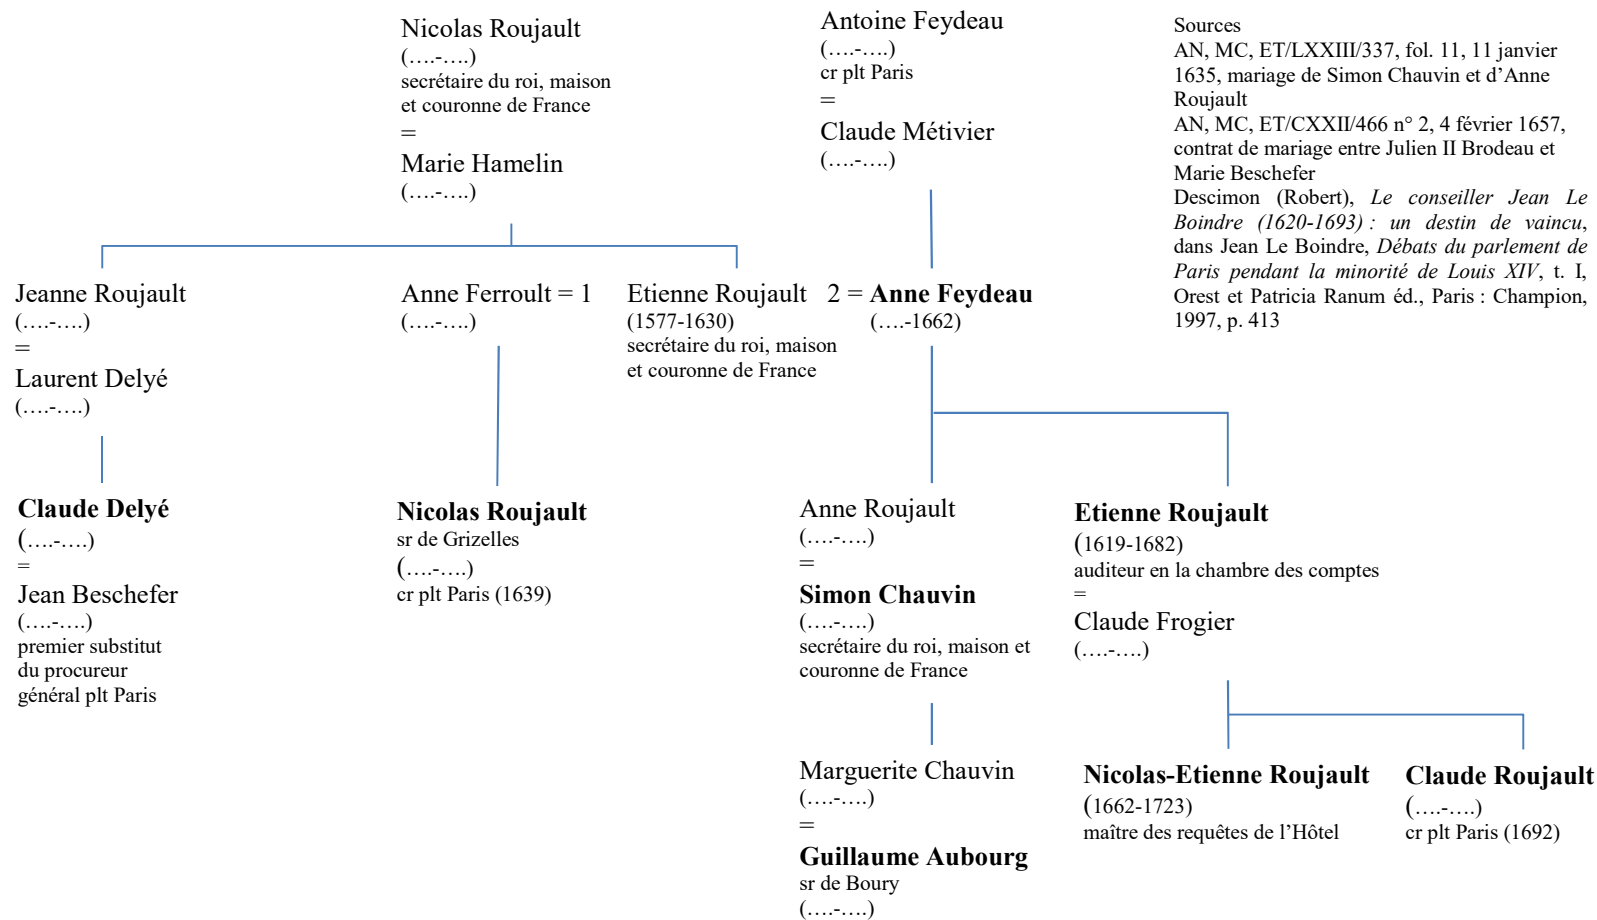 Nicolas Roujault
(….-….)
secrétaire du roi, maison
et couronne de France
=
Marie Hamelin
(….-….)
Antoine Feydeau
(….-….)
cr plt Paris
=
Claude Métivier
(….-….)
Sources
AN, MC, ET/LXXIII/337, fol. 11, 11 janvier
1635, mariage de Simon Chauvin et d’Anne
Roujault
AN, MC, ET/CXXII/466 n° 2, 4 février 1657,
contrat de mariage entre Julien II Brodeau et
Marie Beschefer
Descimon (Robert), Le conseiller Jean Le
Boindre (1620-1693) : un destin de vaincu,
dans Jean Le Boindre, Débats du parlement de
Paris pendant la minorité de Louis XIV, t. I,
Orest et Patricia Ranum éd., Paris : Champion,
1997, p. 413
Jeanne Roujault
(….-….)
=
Laurent Delyé
(….-….)
Anne Ferroult = 1
(….-….)
Etienne Roujault
(1577-1630)
secrétaire du roi, maison
et couronne de France
2 = Anne Feydeau
(….-1662)
Claude Delyé
(….-….)
=
Jean Beschefer
(….-….)
premier substitut
du procureur
général plt Paris
Nicolas Roujault
sr de Grizelles
(….-….)
cr plt Paris (1639)
Anne Roujault
(….-….)
=
Simon Chauvin
(….-….)
secrétaire du roi, maison et
couronne de France
Etienne Roujault
(1619-1682)
auditeur en la chambre des comptes
=
Claude Frogier
(….-….)
Marguerite Chauvin
(….-….)
=
Guillaume Aubourg
sr de Boury
(….-….)
Nicolas-Etienne Roujault
(1662-1723)
maître des requêtes de l’Hôtel
Claude Roujault
(….-….)
cr plt Paris (1692)